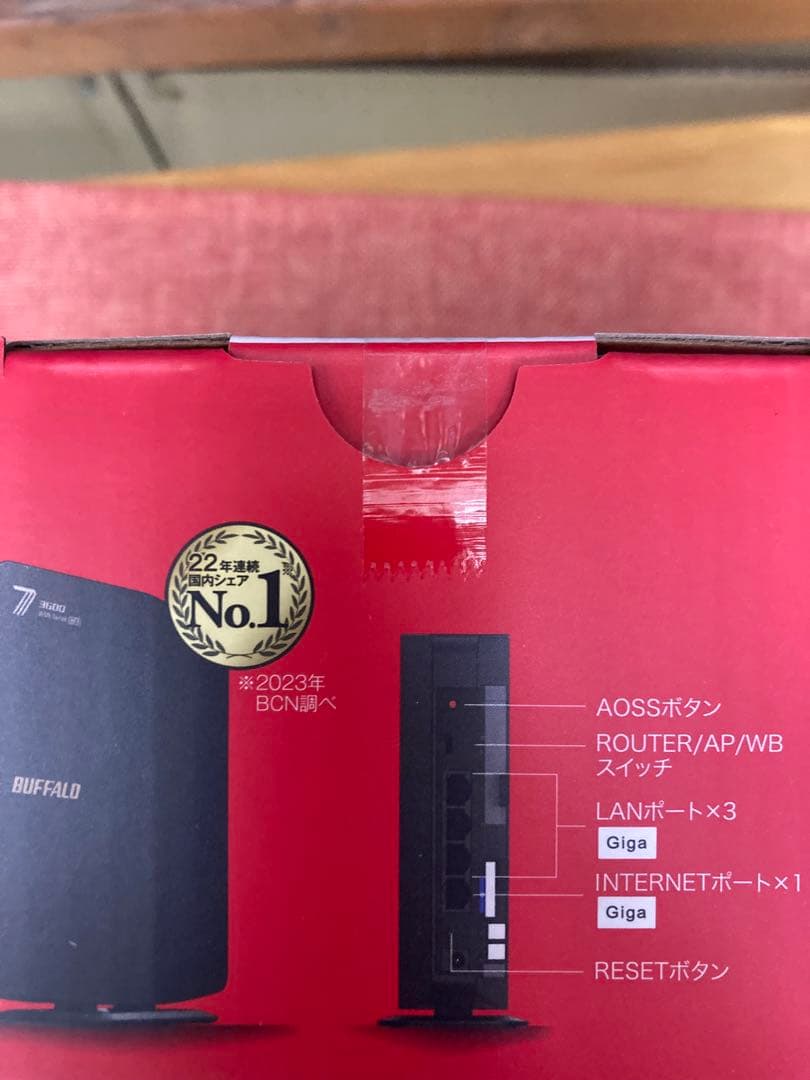 22年連続
国内シェア※
No.1
※2023年
BCN調べ
7 3600
BUFFALO
AOSSボタン
ROUTER/AP/WB
スイッチ
LANポート×3
Giga
INTERNETポート×1
Giga
RESETボタン